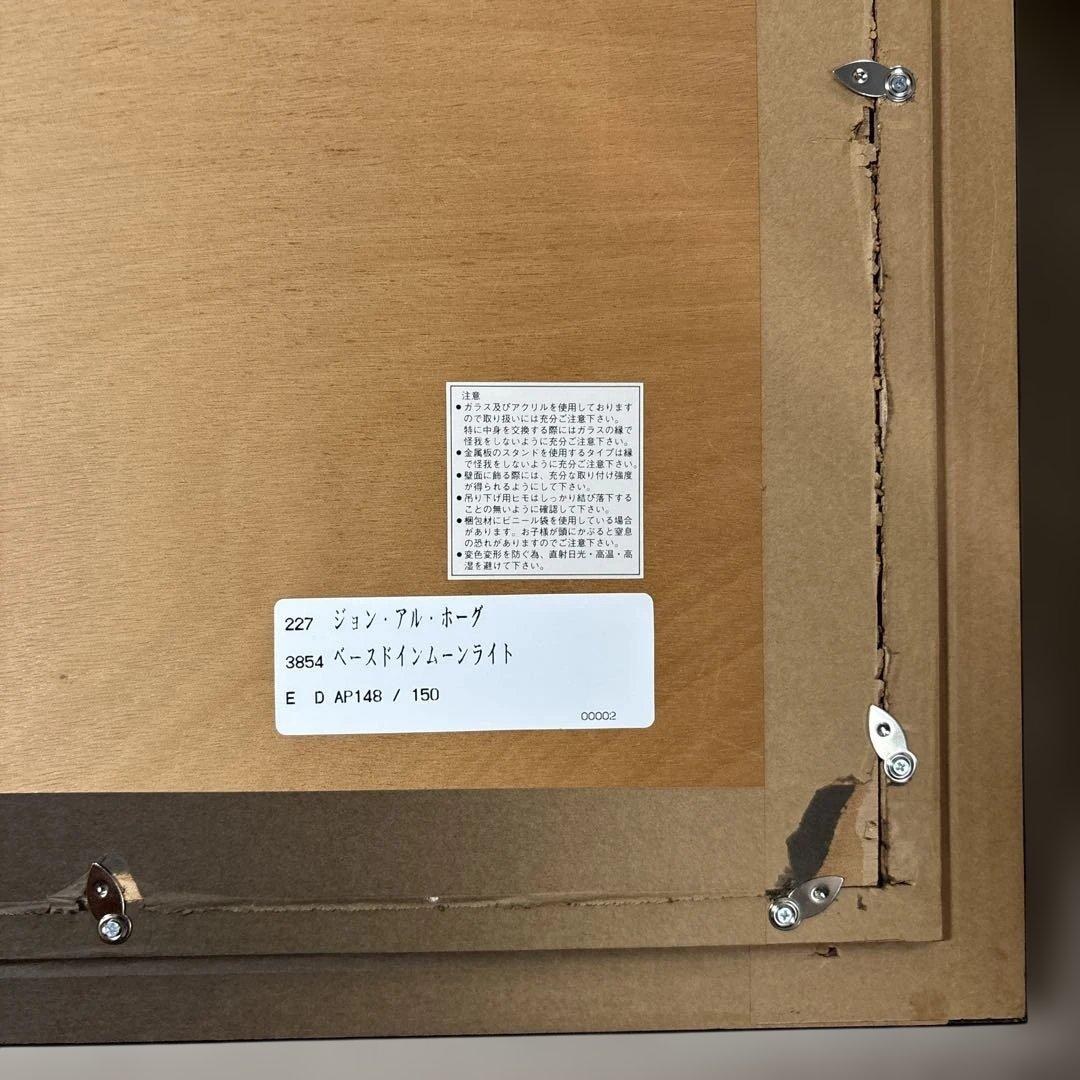 注意
●ガラス及びアクリルを使用しております
ので取り扱いには充分ご注意下さい。
特に中身を交換する際にはガラスの縁で
怪我をしないように充分ご注意下さい。
●金属板のスタンドを使用するタイプは縁
で怪我をしないように充分ご注意下さい。
●壁面に飾る際には、充分な取り付け強度
が得られるようにして下さい。
●吊り下げ用ヒモはしっかり結び落下する
ことの無いように確認して下さい。
●梱包材にビニール袋を使用している場合
があります。お子様が頭にかぶると窒息
の恐れがありますのでご注意下さい。
●変色変形を防ぐ為、直射日光・高温・高
湿を避けて下さい。
227 ジョン・アル・ホーグ
3854 ベースドインムーンライト
E D AP148 / 150
00002